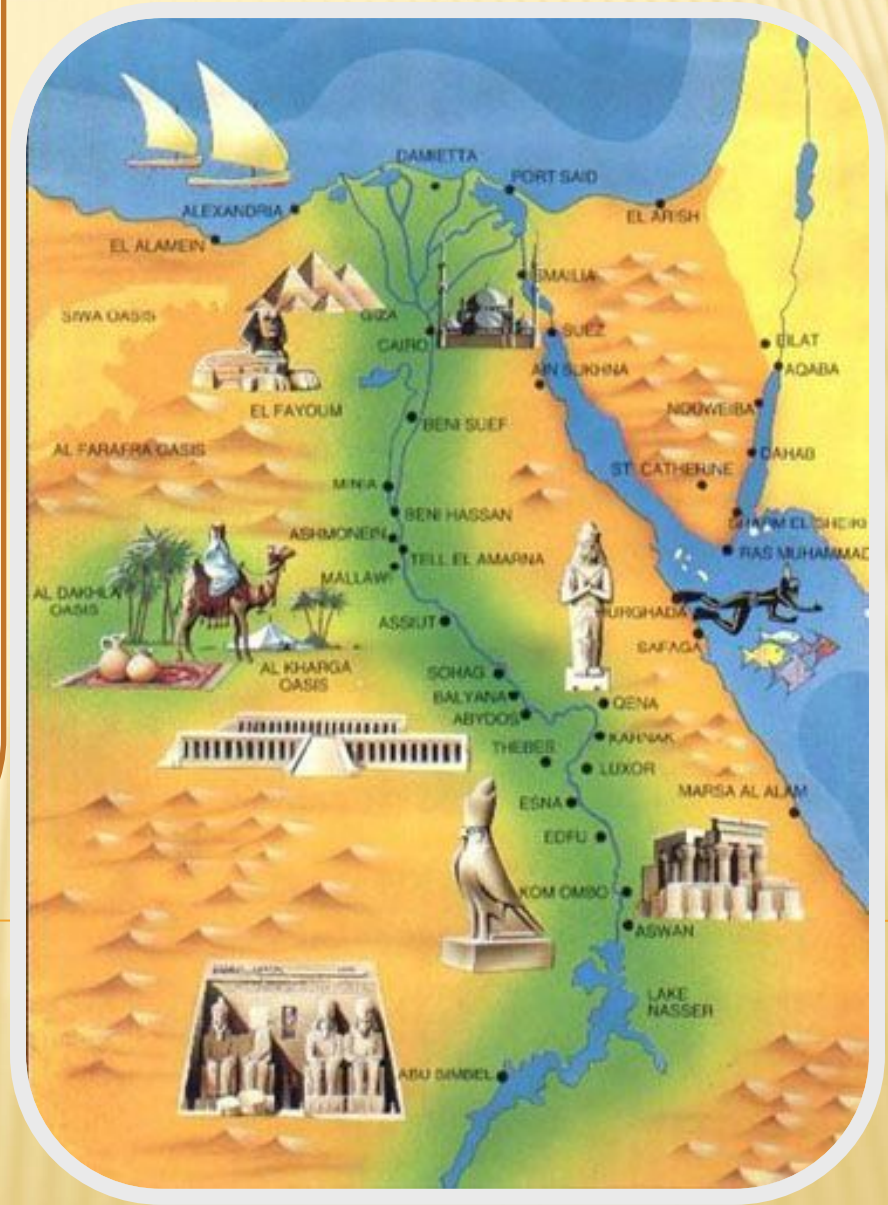 DAMIETTA
PORT SAID
ALEXANDRIA
EL ARISH
EL ALAMEIN
ISMAILIA
SIWA OASIS
GIZA
CAIRO
SUEZ
EILAT
AQABA
AIN SUKHNA
EL FAYOUM
NOUWEIBA
BENI SUEF
AL FARAFRA OASIS
DAHAB
ST. CATHERINE
MINIA
BENI HASSAN
SHARM EL SHEIKH
ASHMONEIN
RAS MUHAMMAD
TELL EL AMARNA
MALLAWI
AL DAKHLA
OASIS
HURGHADA
ASSIUT
SAFAGA
AL KHARGA
OASIS
SOHAG
BALYANA
QENA
ABYDOS
KARNAK
THEBES
LUXOR
MARSA AL ALAM
ESNA
EDFU
KOM OMBO
ASWAN
LAKE
NASSER
ABU SIMBEL